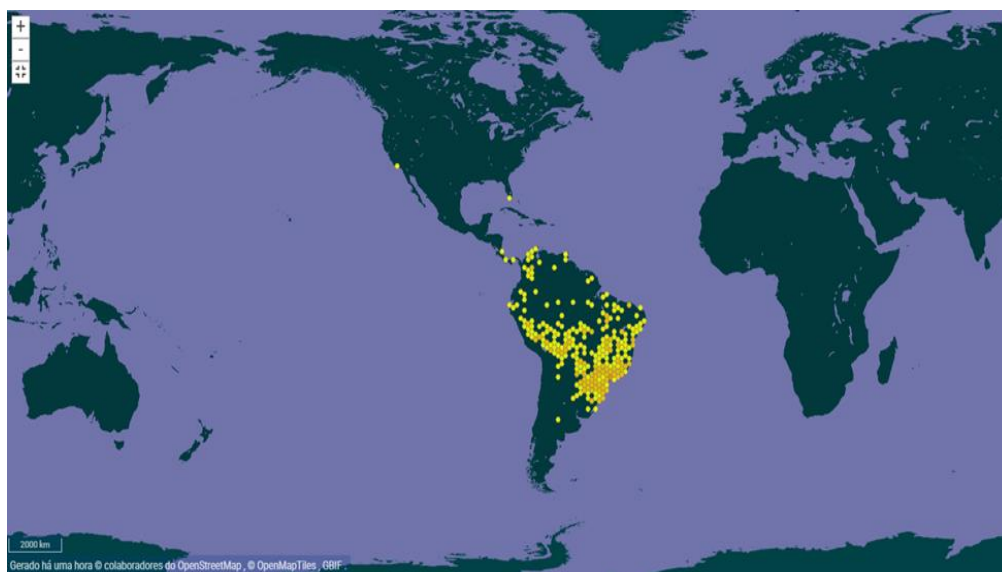 +
-
2000 km
Gerado há uma hora © colaboradores do OpenStreetMap , © OpenMapTiles , GBIF .